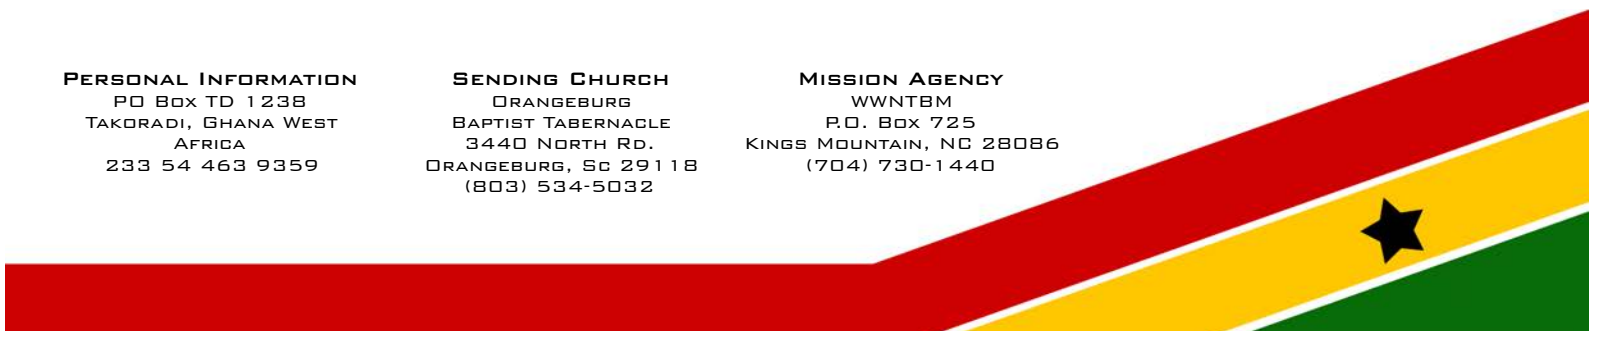 Personal Information
PO Box TD 1238
Takoradi, Ghana West
Africa
233 54 463 9359
Sending Church
Orangeburg
Baptist Tabernacle
3440 North Rd.
Orangeburg, Sc 29118
(803) 534-5032
Mission Agency
WWNTBM
P.O. Box 725
Kings Mountain, NC 28086
(704) 730-1440